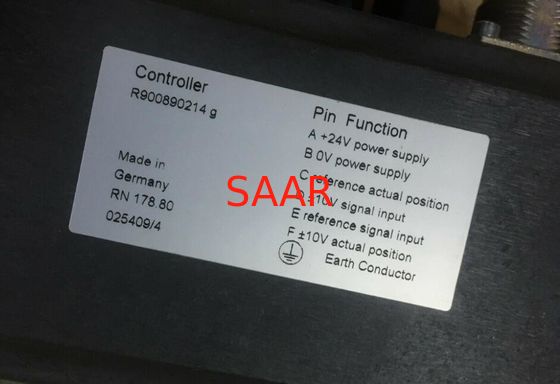 Controller
R900890214 g
Made in
Germany
RN 178.80
025409/4
Pin Function
A +24V power supply
B 0V power supply
C reference actual position
D ±10V signal input
E reference signal input
F ±10V actual position
Earth Conductor
SAAR